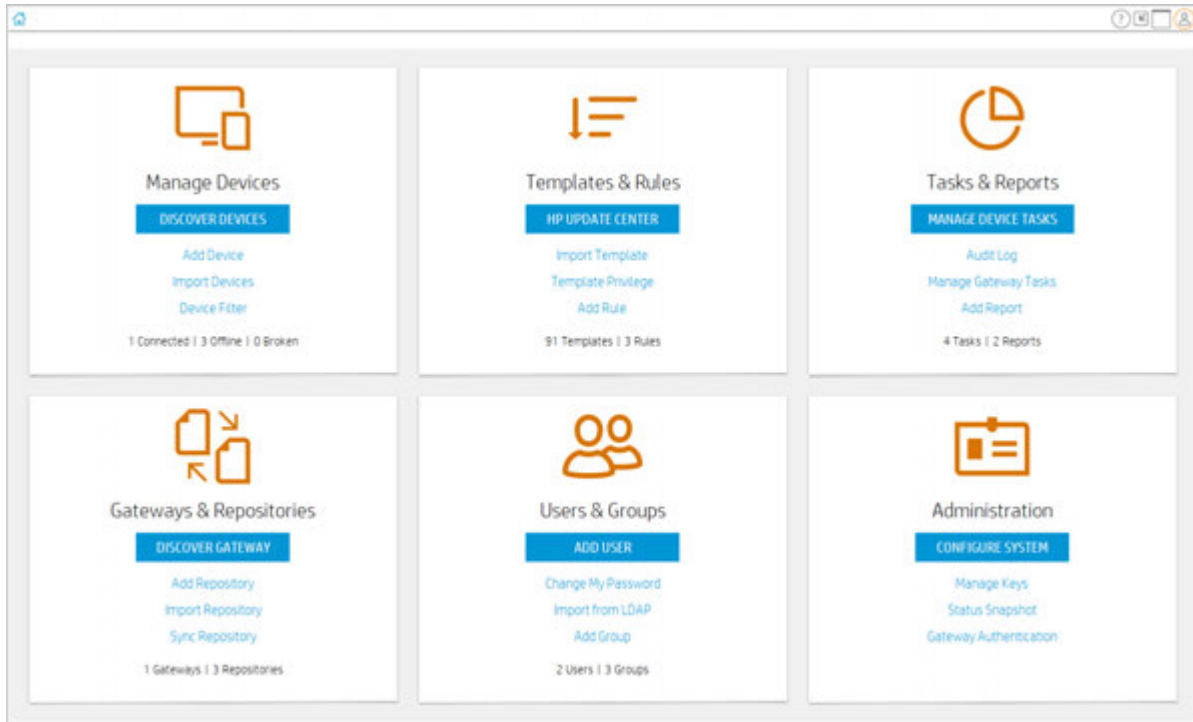 ?
Manage Devices
DISCOVER DEVICES
Add Device
Import Devices
Device Filter
1 Connected | 3 Offline | 0 Broken
Templates & Rules
HP UPDATE CENTER
Import Template
Template Privilege
Add Rule
91 Templates | 3 Rules
Tasks & Reports
MANAGE DEVICE TASKS
Audit Log
Manage Gateway Tasks
Add Report
4 Tasks | 2 Reports
Gateways & Repositories
DISCOVER GATEWAY
Add Repository
Import Repository
Sync Repository
1 Gateways | 3 Repositories
Users & Groups
ADD USER
Change My Password
Import from LDAP
Add Group
2 Users | 3 Groups
Administration
CONFIGURE SYSTEM
Manage Keys
Status Snapshot
Gateway Authentication